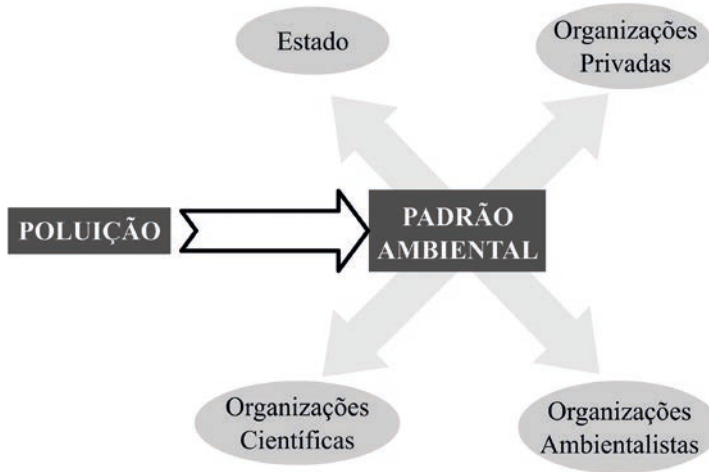 Estado
Organizações
Privadas
POLUIÇÃO
PADRÃO
AMBIENTAL
Organizações
Científicas
Organizações
Ambientalistas